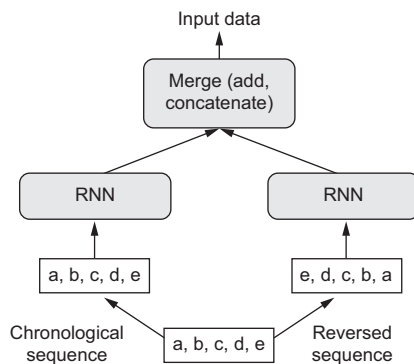 Input data
Merge (add,
concatenate)
RNN
RNN
a, b, c, d, e
e, d, c, b, a
Chronological
sequence
a, b, c, d, e
Reversed
sequence